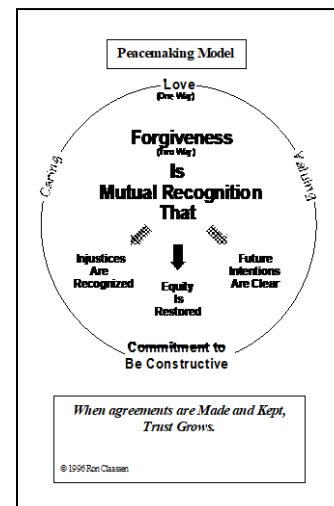 Peacemaking Model
Love
(One Way)
Forgiveness
(Two Way)
Is
Mutual Recognition
That
Caring
Valuing
Injustices
Are
Recognized
Equity
Is
Restored
Future
Intentions
Are Clear
Commitment to
Be Constructive
When agreements are Made and Kept,
Trust Grows.
© 1996 Ron Claassen